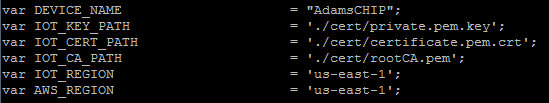 var DEVICE_NAME = "AdamsCHIP";
var IOT_KEY_PATH = './cert/private.pem.key';
var IOT_CERT_PATH = './cert/certificate.pem.crt';
var IOT_CA_PATH = './cert/rootCA.pem';
var IOT_REGION = 'us-east-1';
var AWS_REGION = 'us-east-1';